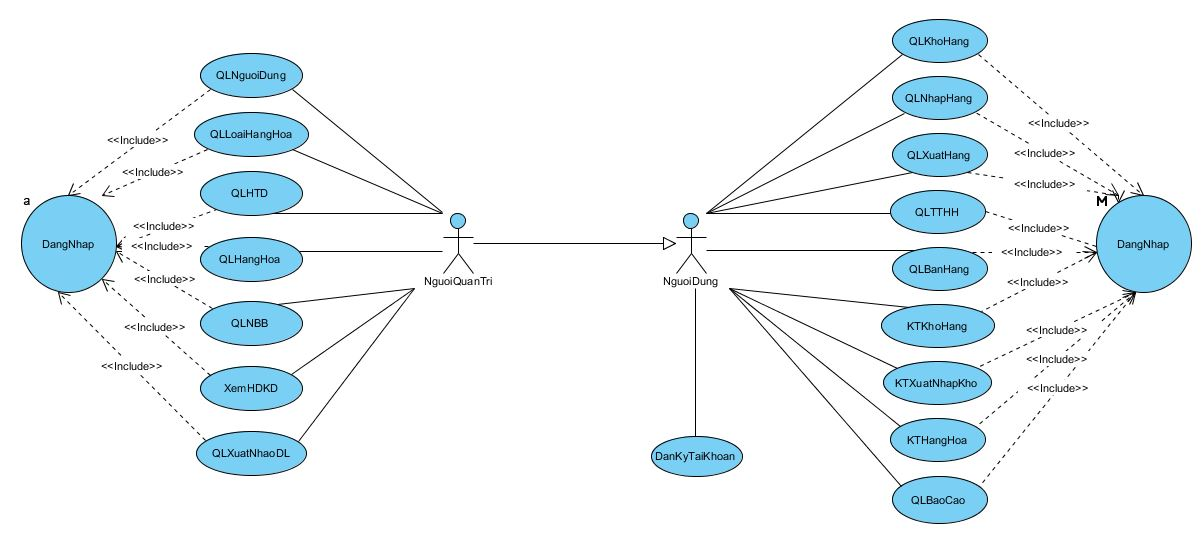 QLNguoiDung
<<Include>>
QLLoaiHangHoa
<<Include>>
QLHTD
a
DangNhap
<<Include>>
<<Include>>
QLHangHoa
<<Include>>
QLNBB
<<Include>>
XemHDKD
<<Include>>
QLXuatNhaoDL
NguoiQuanTri
NguoiDung
DanKyTaiKhoan
QLKhoHang
QLNhapHang
<<Include>>
QLXuatHang
<<Include>>
<<Include>>
M
QLTTHH
<<Include>>
DangNhap
<<Include>>
QLBanHang
<<Include>>
KTKhoHang
<<Include>>
<<Include>>
KTXuatNhapKho
<<Include>>
KTHangHoa
QLBaoCao